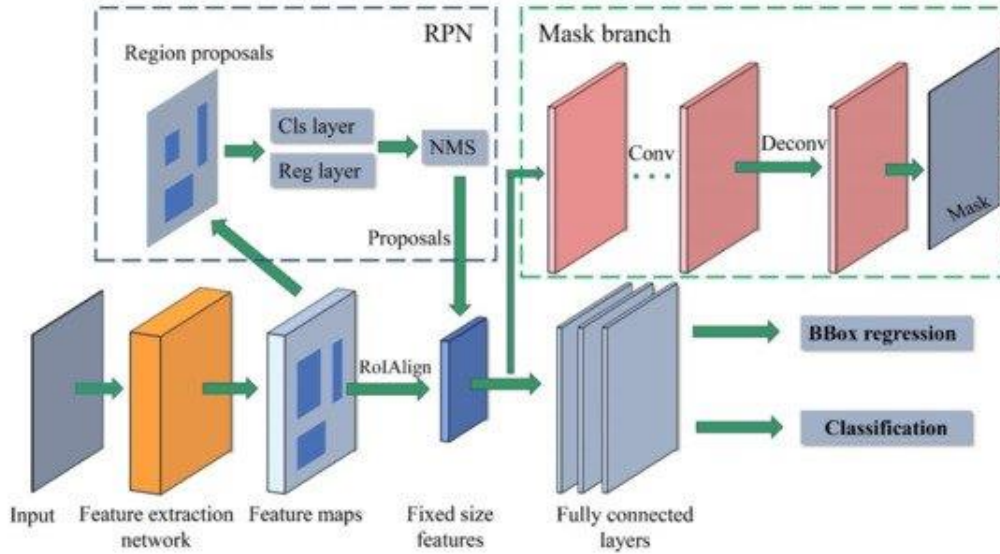 RPN
Mask branch
Region proposals
Cls layer
Reg layer
NMS
Conv
Deconv
Mask
Proposals
RoIAlign
BBox regression
Classification
Input
Feature extraction
network
Feature maps
Fixed size
features
Fully connected
layers